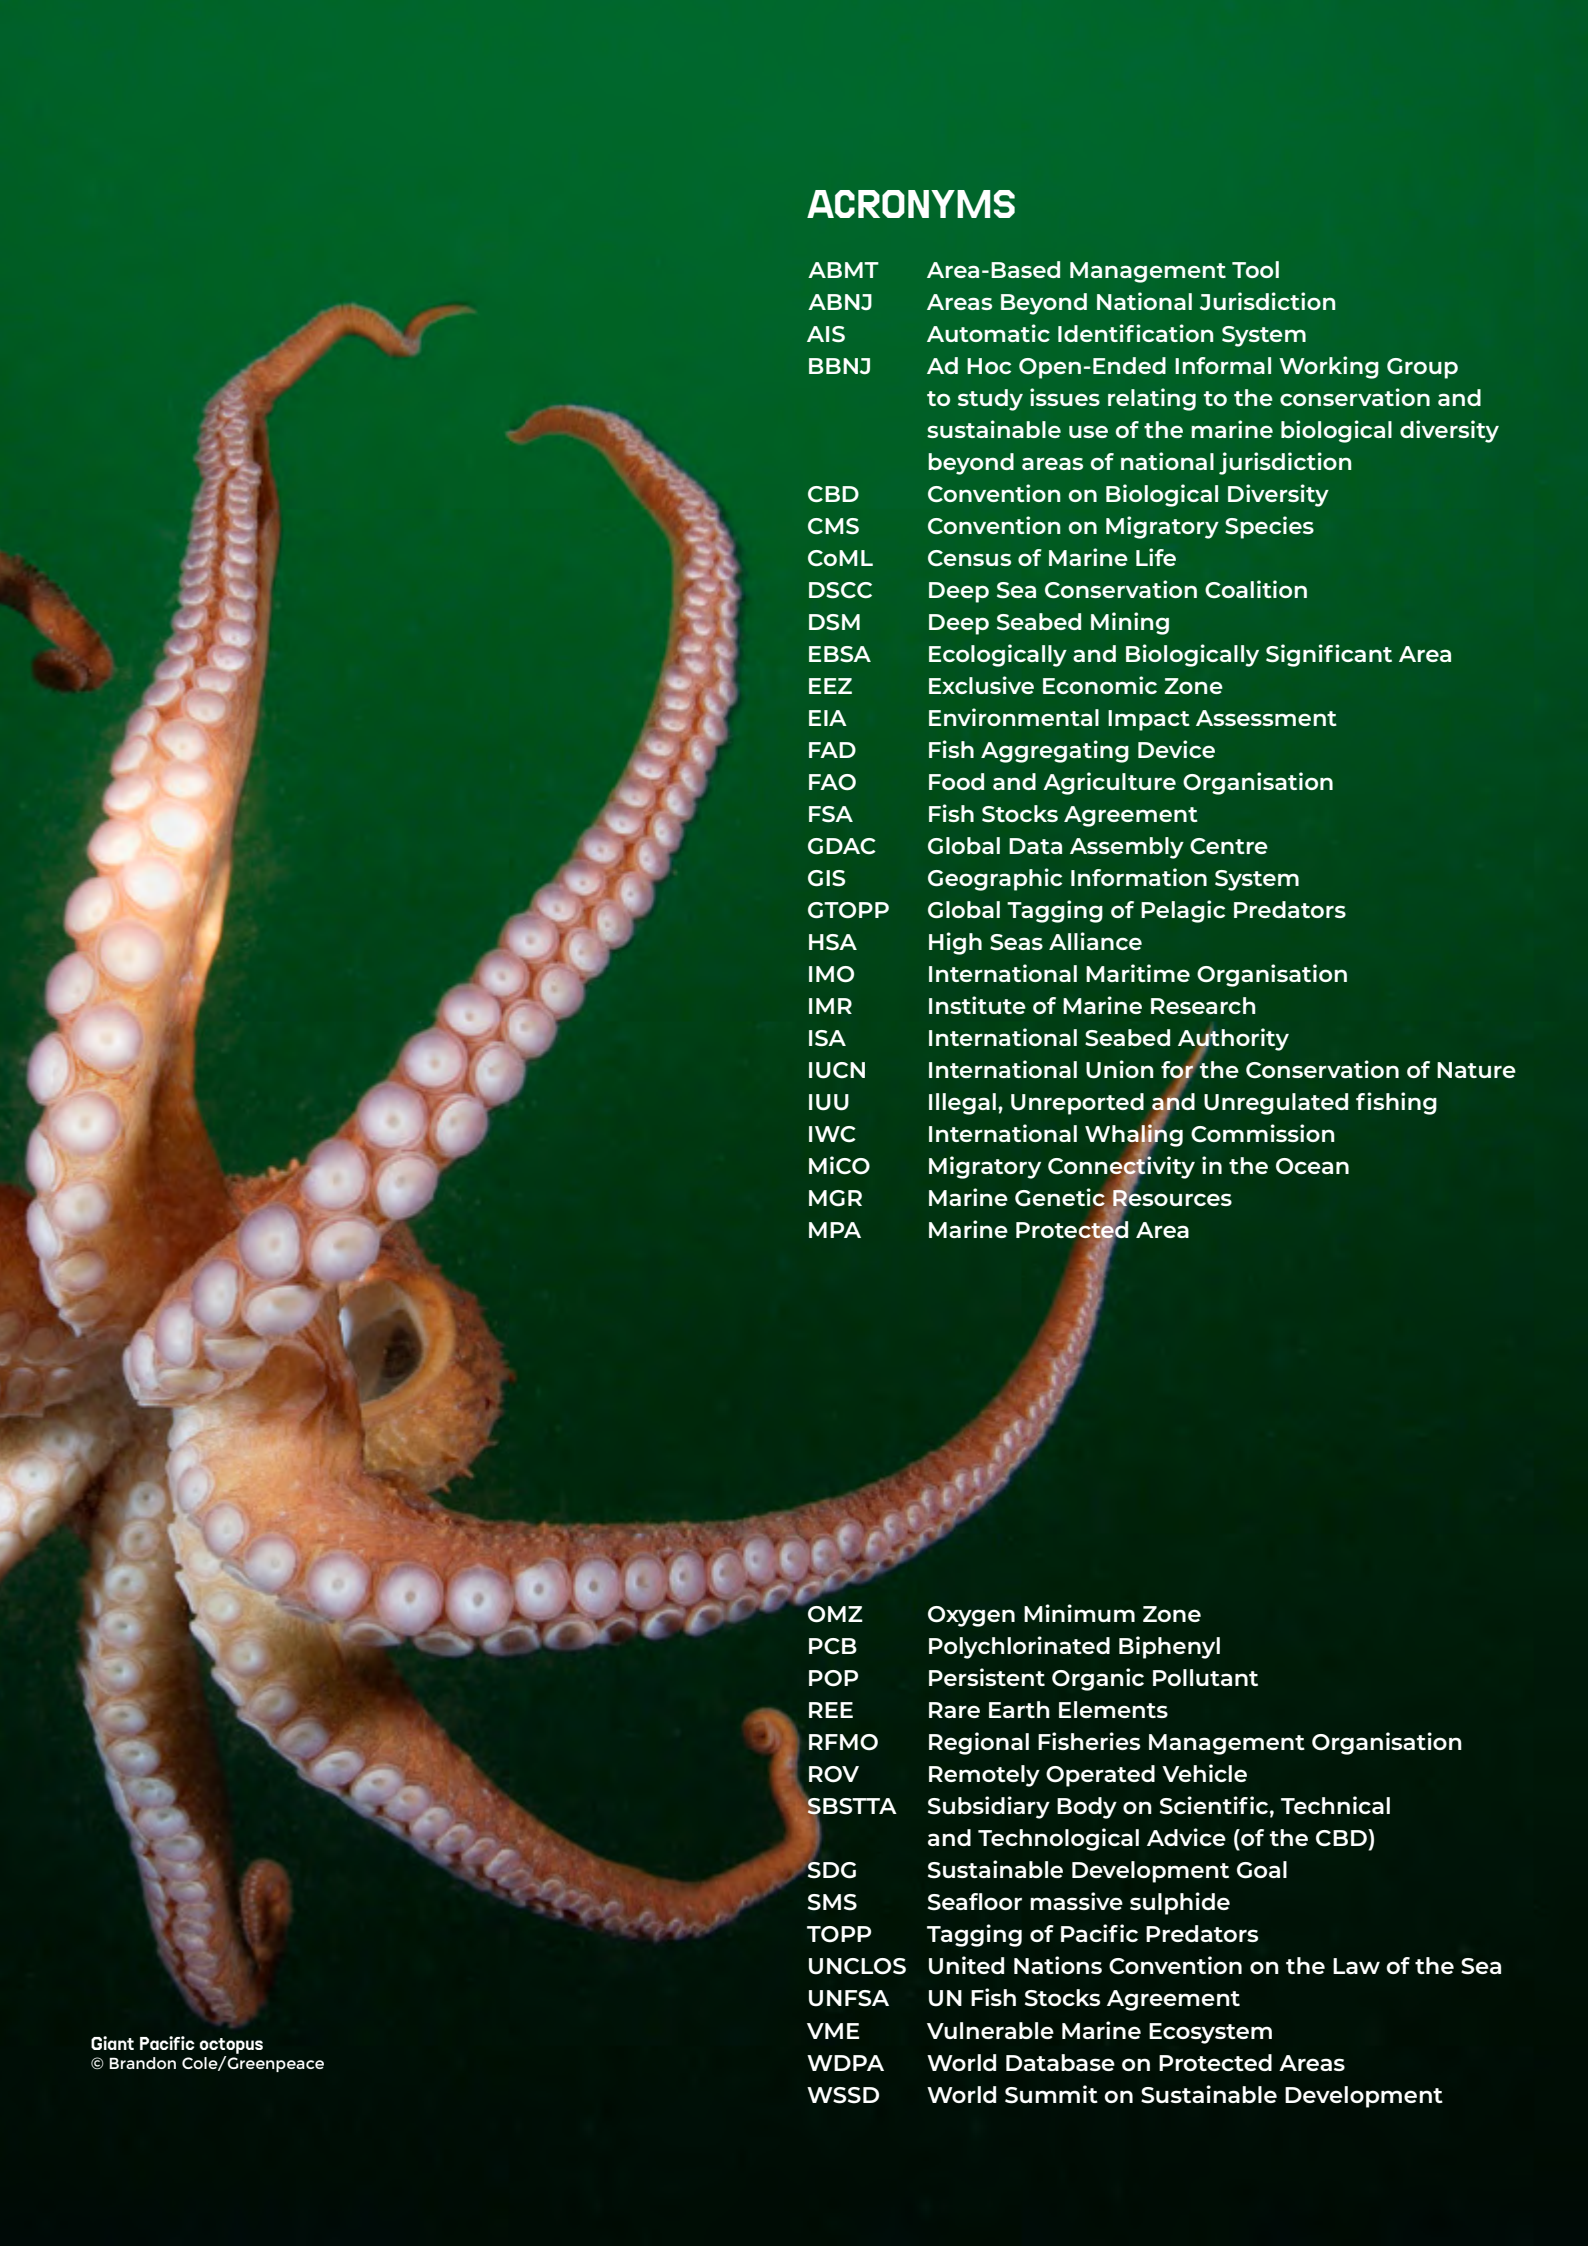 ACRONYMS
ABMT Area-Based Management Tool
ABNJ Areas Beyond National Jurisdiction
AIS Automatic Identification System
BBNJ Ad Hoc Open-Ended Informal Working Group
to study issues relating to the conservation and
sustainable use of the marine biological diversity
beyond areas of national jurisdiction
CBD Convention on Biological Diversity
CMS Convention on Migratory Species
CoML Census of Marine Life
DSCC Deep Sea Conservation Coalition
DSM Deep Seabed Mining
EBSA Ecologically and Biologically Significant Area
EEZ Exclusive Economic Zone
EIA Environmental Impact Assessment
FAD Fish Aggregating Device
FAO Food and Agriculture Organisation
FSA Fish Stocks Agreement
GDAC Global Data Assembly Centre
GIS Geographic Information System
GTOPP Global Tagging of Pelagic Predators
HSA High Seas Alliance
IMO International Maritime Organisation
IMR Institute of Marine Research
ISA International Seabed Authority
IUCN International Union for the Conservation of Nature
IUU Illegal, Unreported and Unregulated fishing
IWC International Whaling Commission
MiCO Migratory Connectivity in the Ocean
MGR Marine Genetic Resources
MPA Marine Protected Area
OMZ Oxygen Minimum Zone
PCB Polychlorinated Biphenyl
POP Persistent Organic Pollutant
REE Rare Earth Elements
RFMO Regional Fisheries Management Organisation
ROV Remotely Operated Vehicle
SBSTTA Subsidiary Body on Scientific, Technical
and Technological Advice (of the CBD)
SDG Sustainable Development Goal
SMS Seafloor massive sulphide
TOPP Tagging of Pacific Predators
UNCLOS United Nations Convention on the Law of the Sea
UNFSA UN Fish Stocks Agreement
VME Vulnerable Marine Ecosystem
WDPA World Database on Protected Areas
WSSD World Summit on Sustainable Development
Giant Pacific octopus
© Brandon Cole/Greenpeace